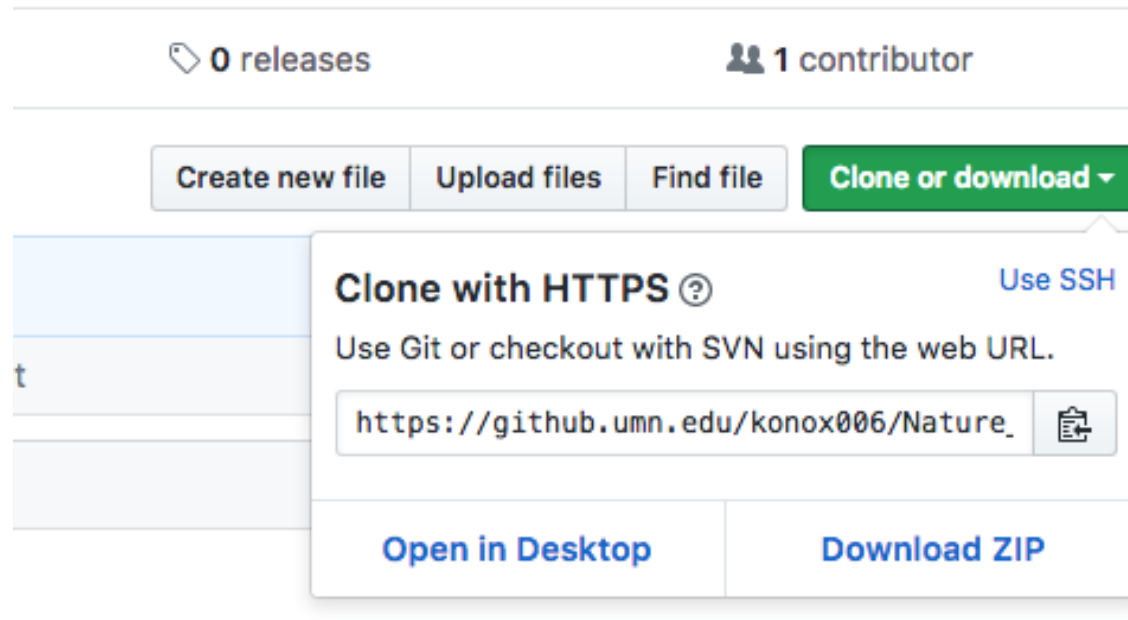 0 releases
1 contributor
Create new file
Upload files
Find file
Clone or download
Clone with HTTPS
Use SSH
Use Git or checkout with SVN using the web URL.
t
https://github.umn.edu/konox006/Nature_
Open in Desktop
Download ZIP